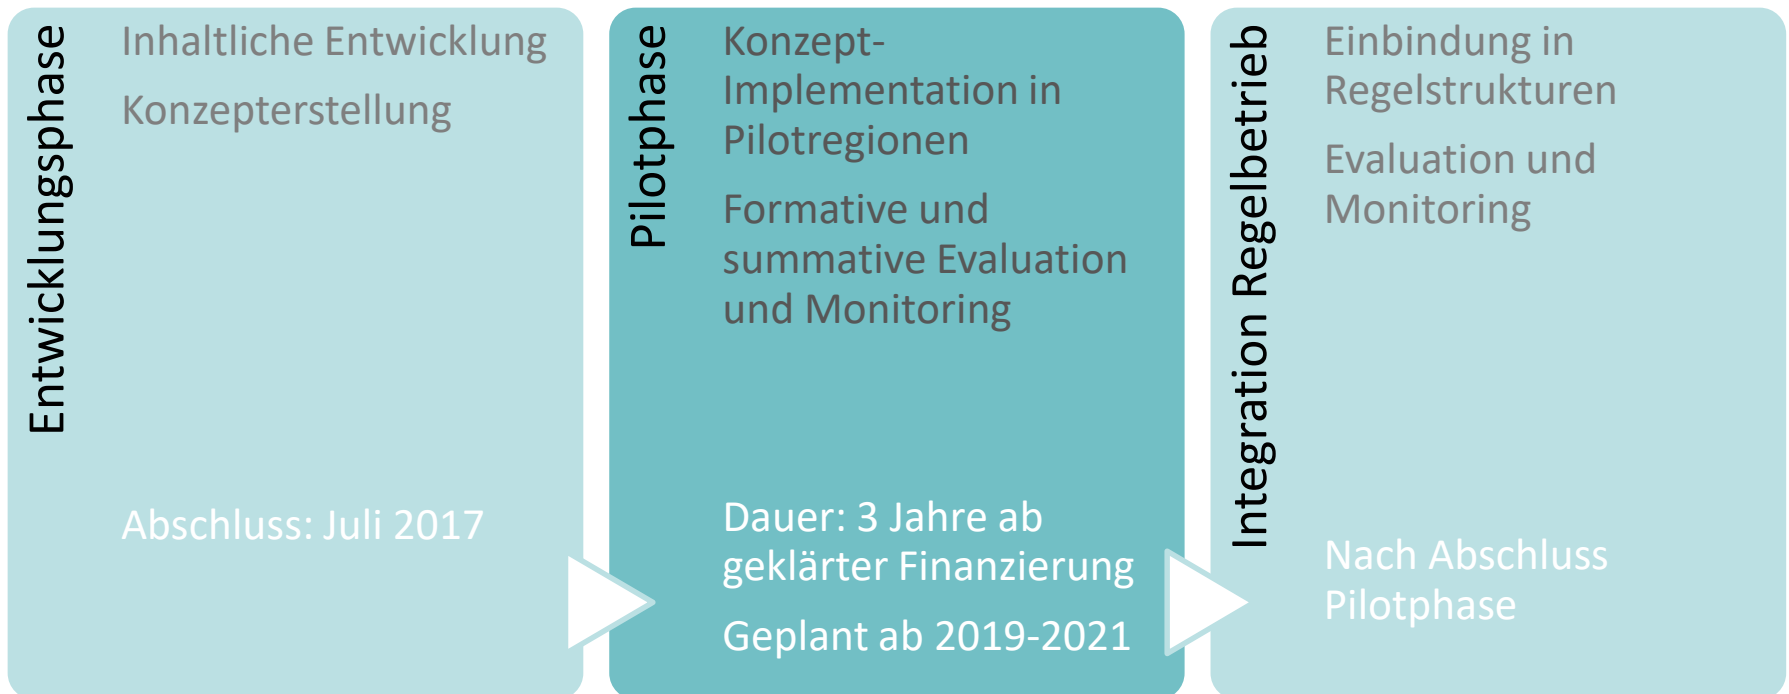 Entwicklungsphase
Inhaltliche Entwicklung
Konzepterstellung
Abschluss: Juli 2017
Pilotphase
Konzept-
Implementation in
Pilotregionen
Formative und
summative Evaluation
und Monitoring
Dauer: 3 Jahre ab
geklärter Finanzierung
Geplant ab 2019-2021
Integration Regelbetrieb
Einbindung in
Regelstrukturen
Evaluation und
Monitoring
Nach Abschluss
Pilotphase